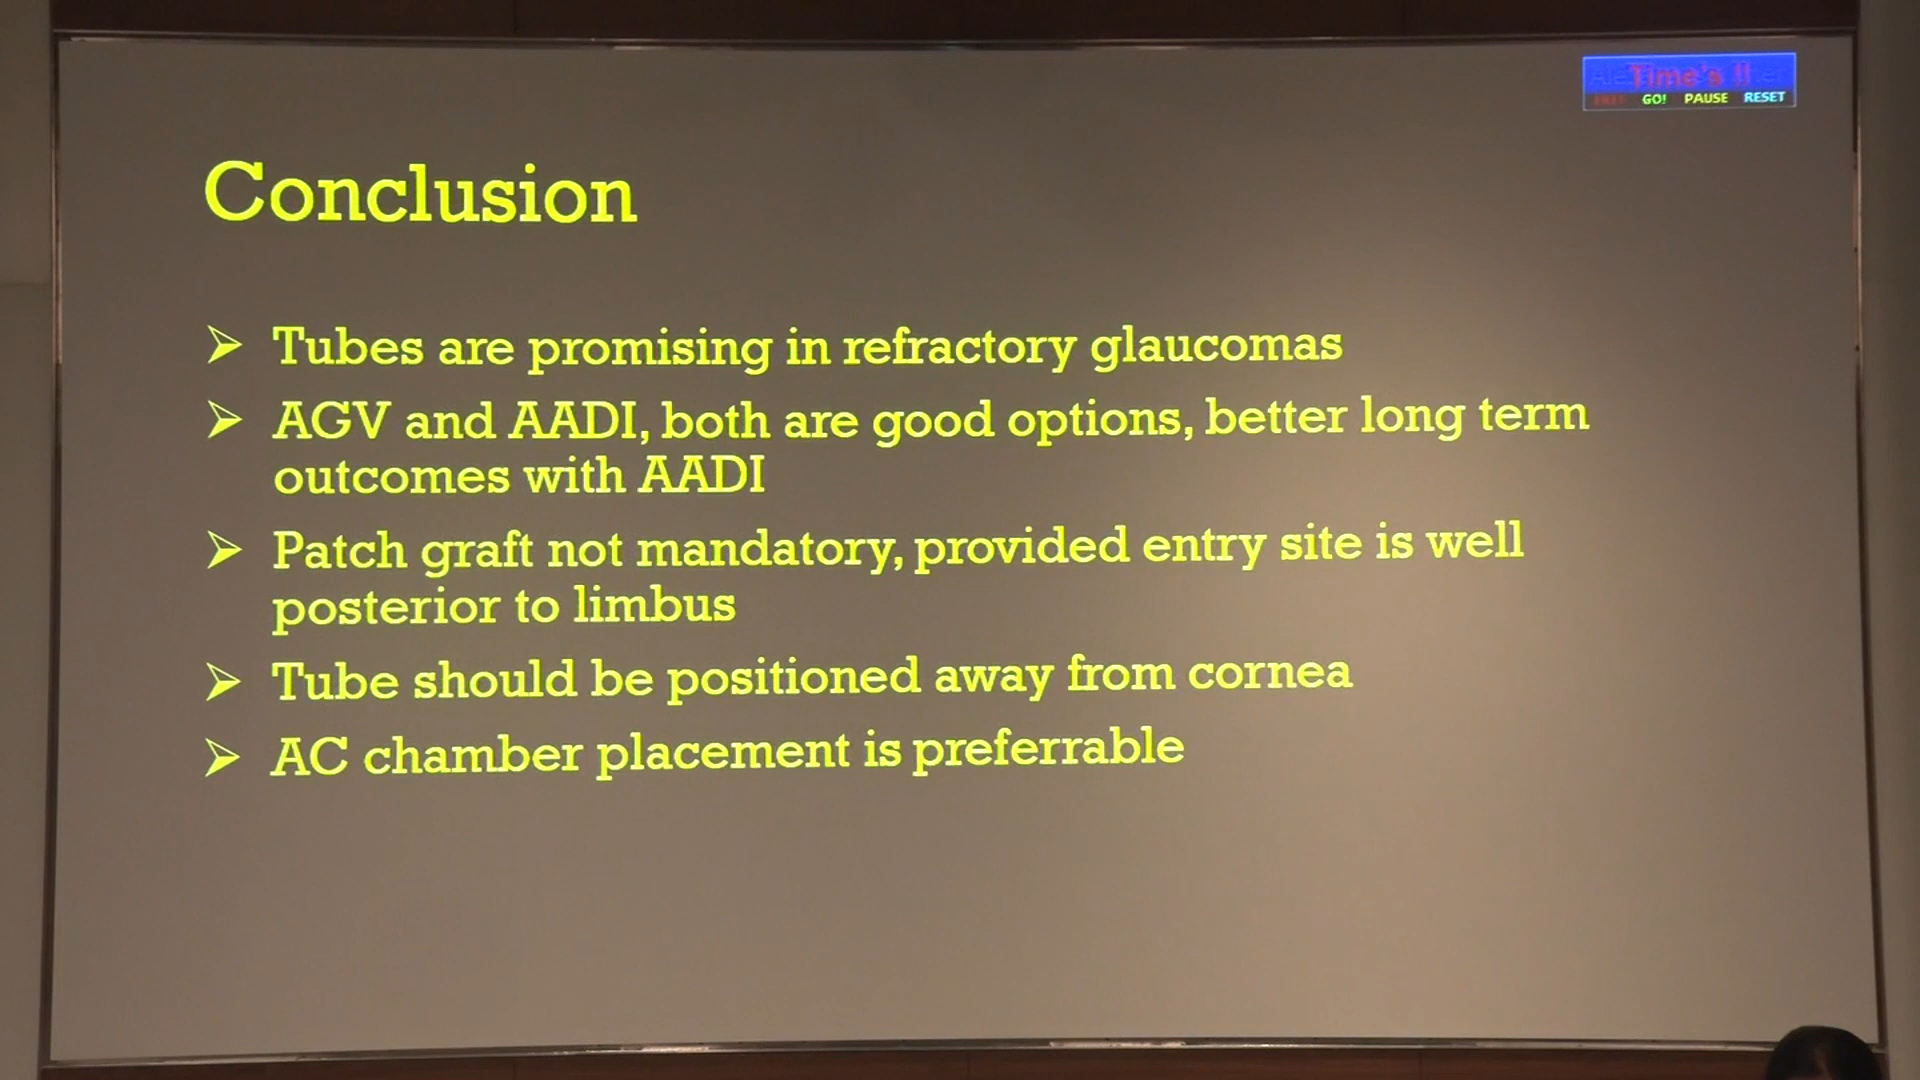 Time's !!
GO! PAUSE RESET
Conclusion
➢ Tubes are promising in refractory glaucomas
➢ AGV and AADI, both are good options, better long term
outcomes with AADI
➢ Patch graft not mandatory, provided entry site is well
posterior to limbus
➢ Tube should be positioned away from cornea
➢ AC chamber placement is preferrable